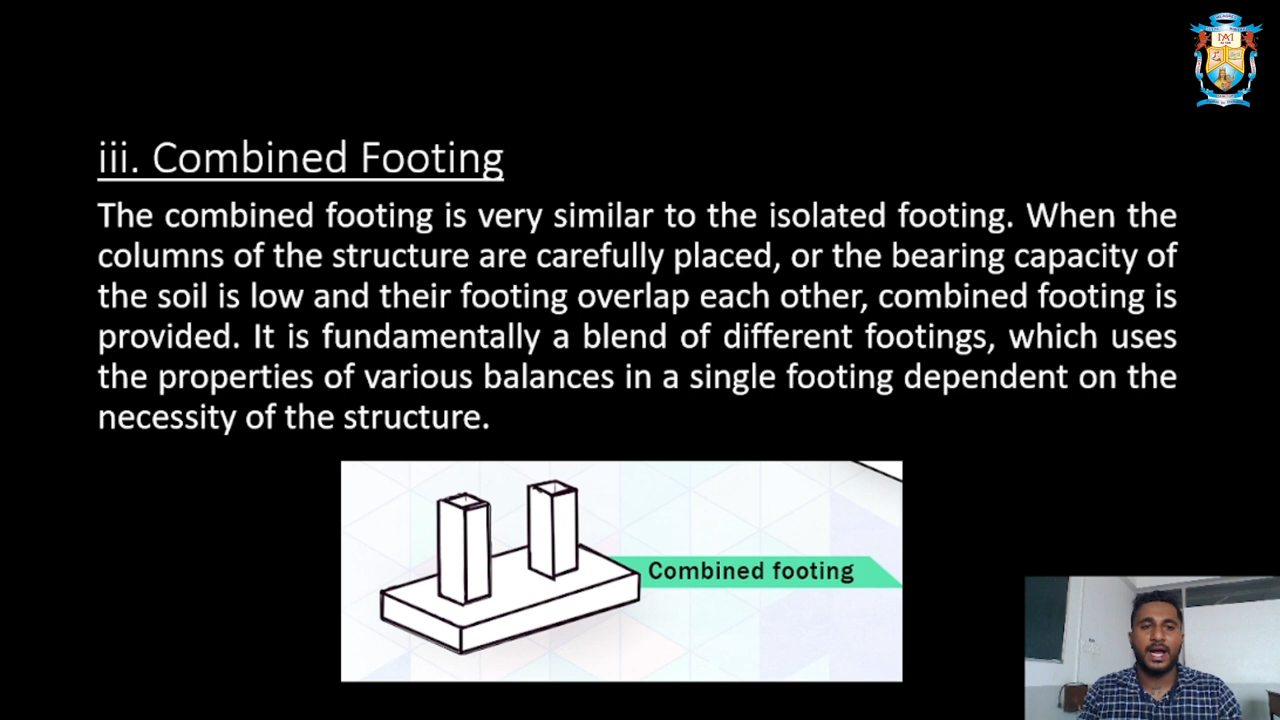 iii. Combined Footing
The combined footing is very similar to the isolated footing. When the
columns of the structure are carefully placed, or the bearing capacity of
the soil is low and their footing overlap each other, combined footing is
provided. It is fundamentally a blend of different footings, which uses
the properties of various balances in a single footing dependent on the
necessity of the structure.
Combined footing